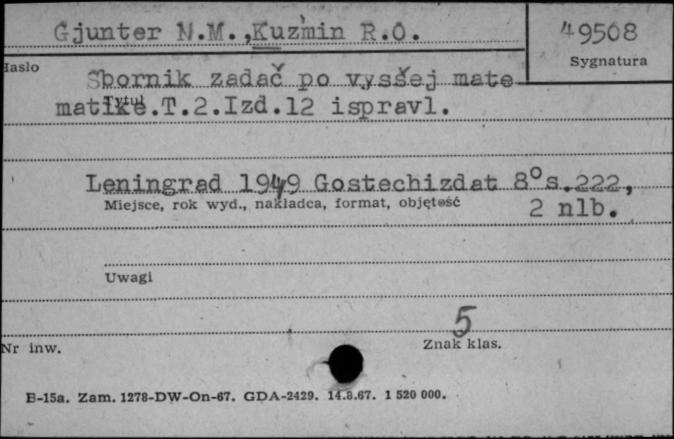 Gjunter N.M.,Kuzmin R.O.
49508
Sygnatura
Hasło
Sbornik zadač po vysšej mate
matike.T.2.Izd.12 ispravl.
Leningrad 1949 Gostechizdat 8°s.222,
Miejsce, rok wyd., nakładca, format, objętość
2 nlb.
Uwagi
5
Nr inw.
Znak klas.
B-15a. Zam. 1278-DW-On-67. GDA-2429. 14.8.67. 1 520 000.